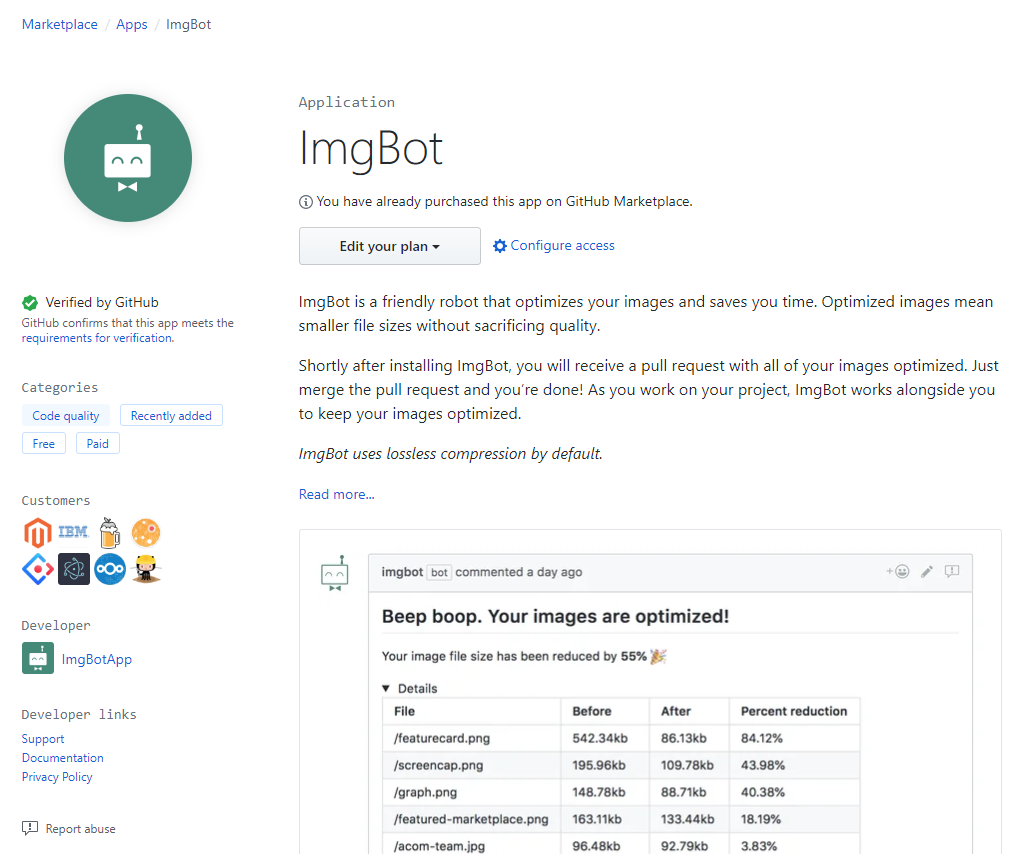 Marketplace / Apps / ImgBot
Application
ImgBot
You have already purchased this app on GitHub Marketplace.
Edit your plan
Configure access
Verified by GitHub
GitHub confirms that this app meets the
requirements for verification.
Categories
Code quality
Recently added
Free
Paid
Customers
IBM
Developer
ImgBotApp
Developer links
Support
Documentation
Privacy Policy
Report abuse
ImgBot is a friendly robot that optimizes your images and saves you time. Optimized images mean
smaller file sizes without sacrificing quality.
Shortly after installing ImgBot, you will receive a pull request with all of your images optimized. Just
merge the pull request and you’re done! As you work on your project, ImgBot works alongside you
to keep your images optimized.
ImgBot uses lossless compression by default.
Read more...
imgbot bot commented a day ago
Beep boop. Your images are optimized!
Your image file size has been reduced by 55% 🎉
▼ Details
File Before After Percent reduction
/featurecard.png 542.34kb 86.13kb 84.12%
/screencap.png 195.96kb 109.78kb 43.98%
/graph.png 148.78kb 88.71kb 40.38%
/featured-marketplace.png 163.11kb 133.44kb 18.19%
/acom-team.jpg 96.48kb 92.79kb 3.83%